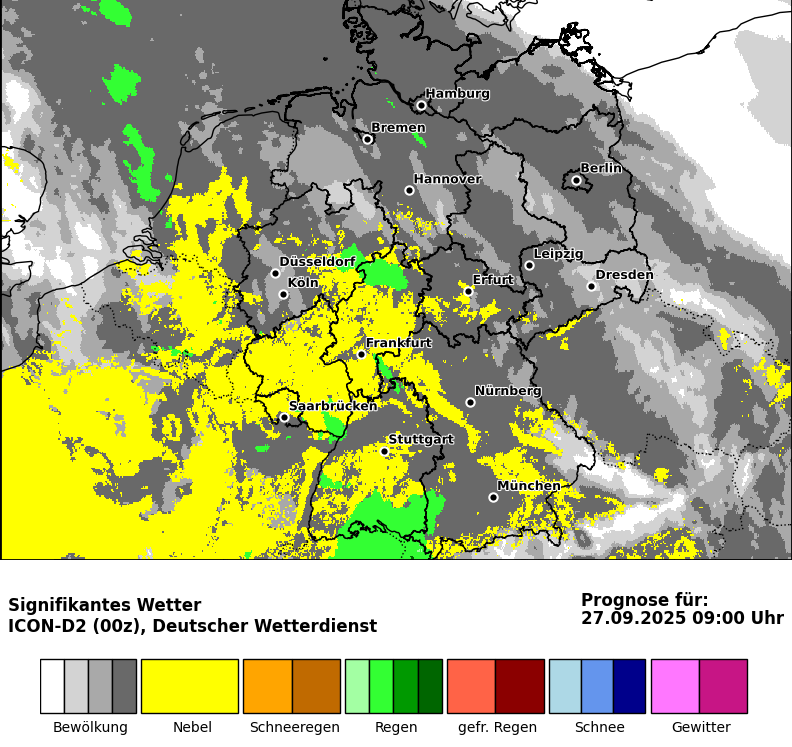 Hamburg
Bremen
Berlin
Hannover
Leipzig
Düsseldorf
Dresden
Köln
Erfurt
Frankfurt
Nürnberg
Saarbrücken
Stuttgart
München
Signifikantes Wetter
ICON-D2 (00z), Deutscher Wetterdienst
Prognose für:
27.09.2025 09:00 Uhr
Bewölkung Nebel Schneeregen Regen gefr. Regen Schnee Gewitter